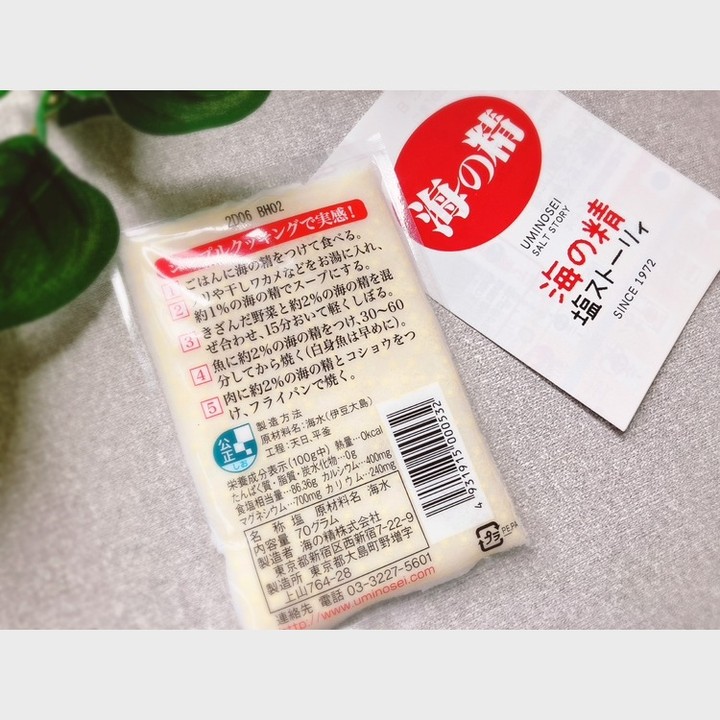 2D06 BH02
シンプルクッキングで実感!
1 ごはんに海の精をつけて食べる。
2 ノリや干しワカメなどをお湯に入れ、
約1%の海の精でスープにする。
3 きざんだ野菜と約2%の海の精を混
ぜ合わせ、15分おいて軽くしぼる。
4 魚に約2%の海の精をつけ、30〜60
分してから焼く(白身魚は早めに)。
5 肉に約2%の海の精とコショウをつ
け、フライパンで焼く。
公正
しお
製造方法
原材料名:海水(伊豆大島)
工程:天日、平釜
栄養成分表示(100g中) 熱量…0kcal
たんぱく質・脂質・炭水化物…0g
食塩相当量…86.36g カルシウム…400mg
マグネシウム…700mg カリウム…240mg
名称 塩 原材料名 海水
内容量 70グラム
製造者 海の精株式会社
東京都新宿区西新宿7-22-9
製造所 東京都大島町野増字
上山764-28
連絡先 電話 03-3227-5601
http://www.uminosei.com
4 931915 000532
プラ
PE,PA
海の精
UMINOSEI
SALT STORY
海の精
塩ストーリィ
SINCE 1972